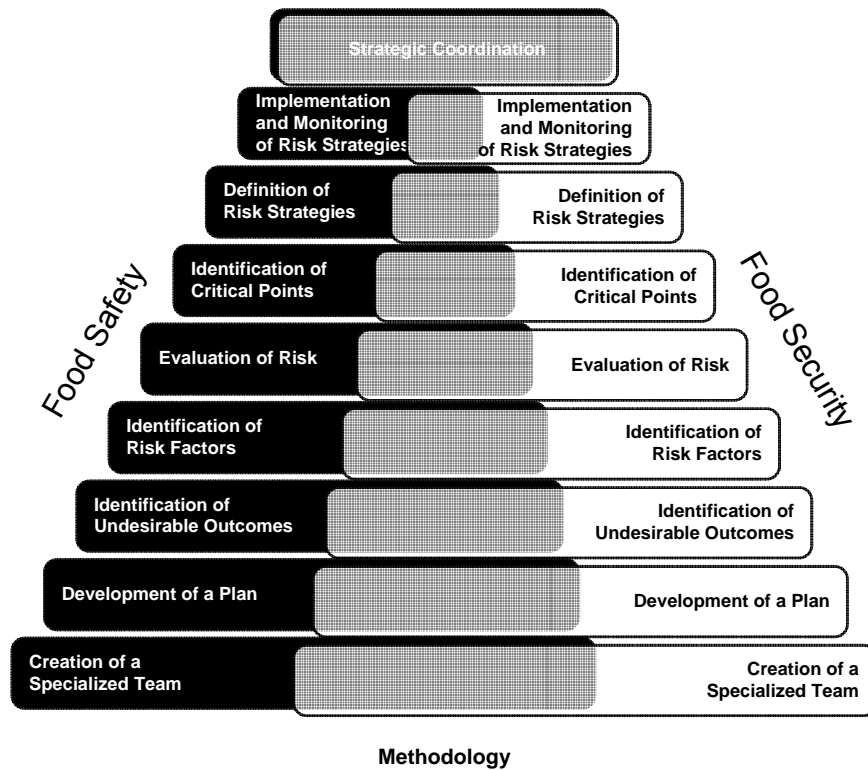 Strategic Coordination
Implementation
and Monitoring
of Risk Strategies
Implementation
and Monitoring
of Risk Strategies
Definition of
Risk Strategies
Definition of
Risk Strategies
Identification of
Critical Points
Identification of
Critical Points
Food Safety
Food Security
Evaluation of Risk
Evaluation of Risk
Identification of
Risk Factors
Identification of
Risk Factors
Identification of
Undesirable Outcomes
Identification of
Undesirable Outcomes
Development of a Plan
Development of a Plan
Creation of a
Specialized Team
Creation of a
Specialized Team
Methodology